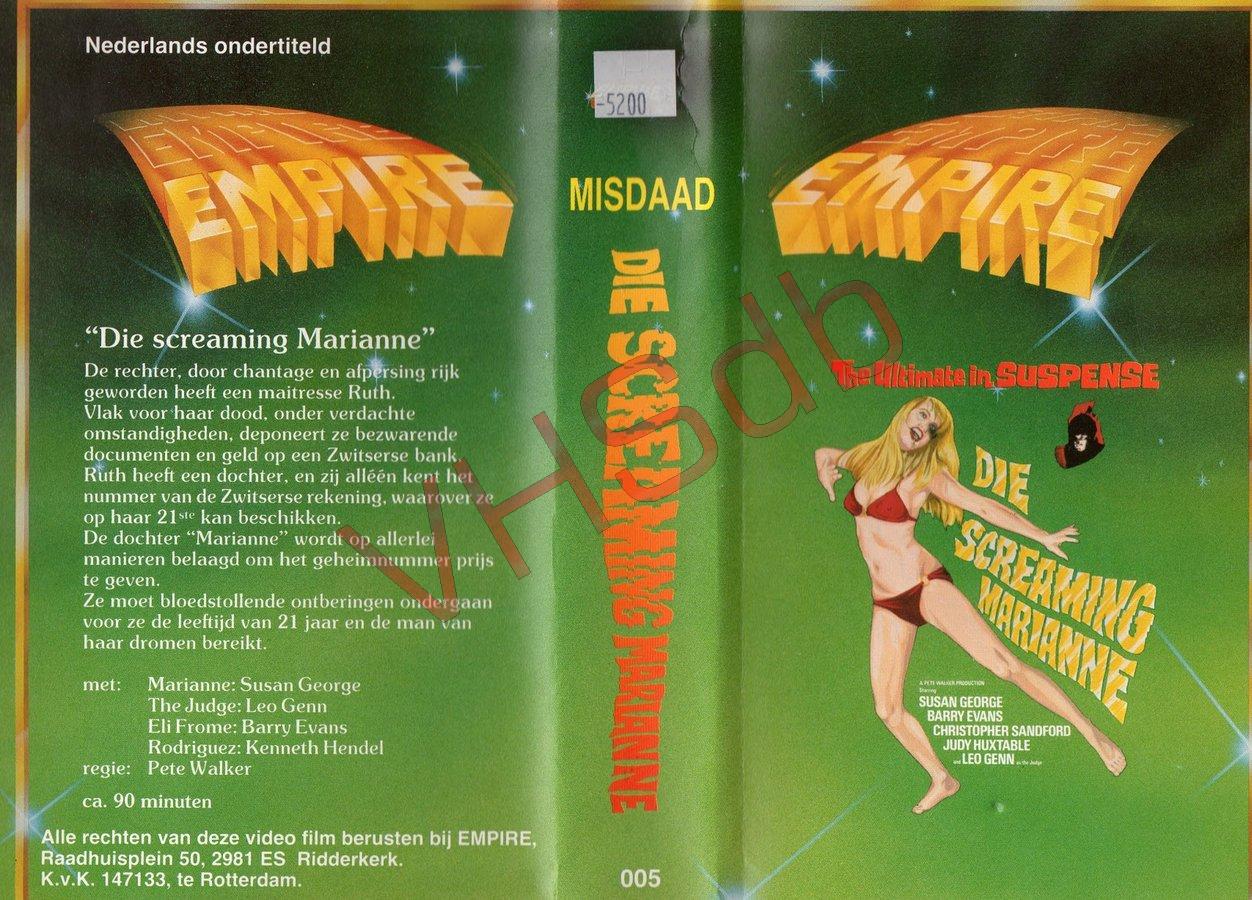 Nederlands ondertiteld
EMPIRE
"Die screaming Marianne"
De rechter, door chantage en afpersing rijk
geworden heeft een maitresse Ruth.
Vlak voor haar dood, onder verdachte
omstandigheden, deponeert ze bezwarende
documenten en geld op een Zwitserse bank.
Ruth heeft een dochter, en zij alléén kent het
nummer van de Zwitserse rekening, waarover ze
op haar 21ste kan beschikken.
De dochter "Marianne" wordt op allerlei
manieren belaagd om het geheimnummer prijs
te geven.
Ze moet bloedstollende ontberingen ondergaan
voor ze de leeftijd van 21 jaar en de man van
haar dromen bereikt.
met: Marianne: Susan George
The Judge: Leo Genn
Eli Frome: Barry Evans
Rodriguez: Kenneth Hendel
regie: Pete Walker
ca. 90 minuten
Alle rechten van deze video film berusten bij EMPIRE,
Raadhuisplein 50, 2981 ES Ridderkerk.
K.v.K. 147133, te Rotterdam.
-5200
MISDAAD
DIE SCREAMING MARIANNE
005
EMPIRE
The Ultimate in SUSPENSE
DIE
SCREAMING
MARIANNE
A PETE WALKER PRODUCTION
Starring
SUSAN GEORGE
BARRY EVANS
CHRISTOPHER SANDFORD
JUDY HUXTABLE
and LEO GENN as the Judge
VHSdb